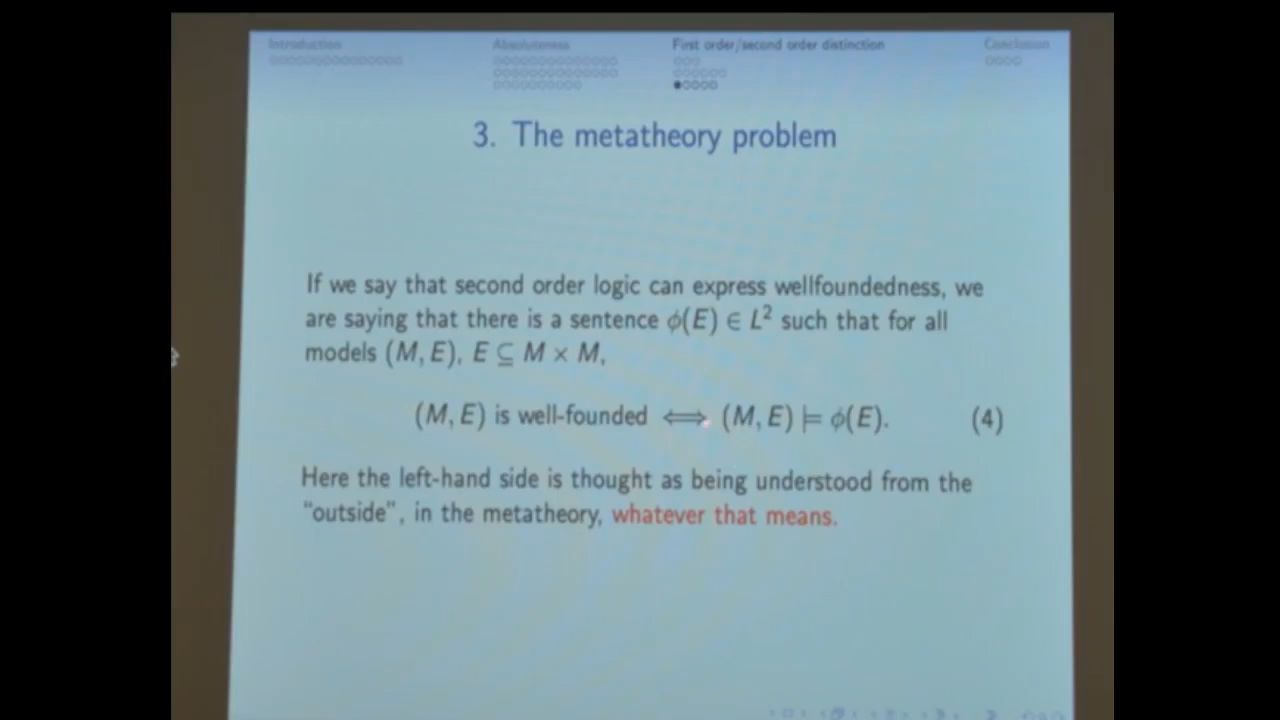 Introduction Absoluteness First order/second order distinction Conclusion
3. The metatheory problem
If we say that second order logic can express wellfoundedness, we
are saying that there is a sentence ϕ(E) ∈ L² such that for all
models (M, E), E ⊆ M × M,
(M, E) is well-founded ⟺ (M, E) ⊨ ϕ(E). (4)
Here the left-hand side is thought as being understood from the
"outside", in the metatheory, whatever that means.